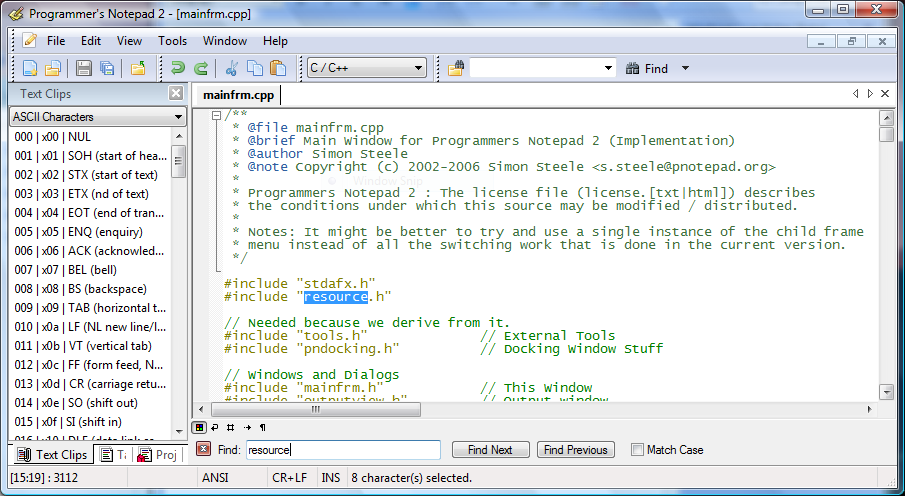 Programmer's Notepad 2 - [mainfrm.cpp]
File Edit View Tools Window Help
C / C++
Find
Text Clips
mainfrm.cpp
ASCII Characters
000 | x00 | NUL
001 | x01 | SOH (start of hea...
002 | x02 | STX (start of text)
003 | x03 | ETX (nd of text)
004 | x04 | EOT (end of tran...
005 | x05 | ENQ (enquiry)
006 | x06 | ACK (acknowled...
007 | x07 | BEL (bell)
008 | x08 | BS (backspace)
009 | x09 | TAB (horizontal t...
010 | x0a | LF (NL new line/l...
011 | x0b | VT (vertical tab)
012 | x0c | FF (form feed, N...
013 | x0d | CR (carriage retu...
014 | x0e | SO (shift out)
015 | x0f | SI (shift in)
016 | x10 | DLE (data link es...
Text Clips
Proj
/**
* @file mainfrm.cpp
* @brief Main Window for Programmers Notepad 2 (Implementation)
* @author Simon Steele
* @note Copyright (c) 2002-2006 Simon Steele <s.steele@pnotepad.org>
*
* Programmers Notepad 2 : The license file (license.[txt|html]) describes
* the conditions under which this source may be modified / distributed.
*
* Notes: It might be better to try and use a single instance of the child frame
* menu instead of all the switching work that is done in the current version.
*/
#include "stdafx.h"
#include "resource.h"
// Needed because we derive from it.
#include "tools.h" // External Tools
#include "pndocking.h" // Docking Window Stuff
// Windows and Dialogs
#include "mainfrm.h" // This Window
#include "outputview.h" // Output window
Find: resource Find Next Find Previous Match Case
[15:19] : 3112 ANSI CR+LF INS 8 character(s) selected.